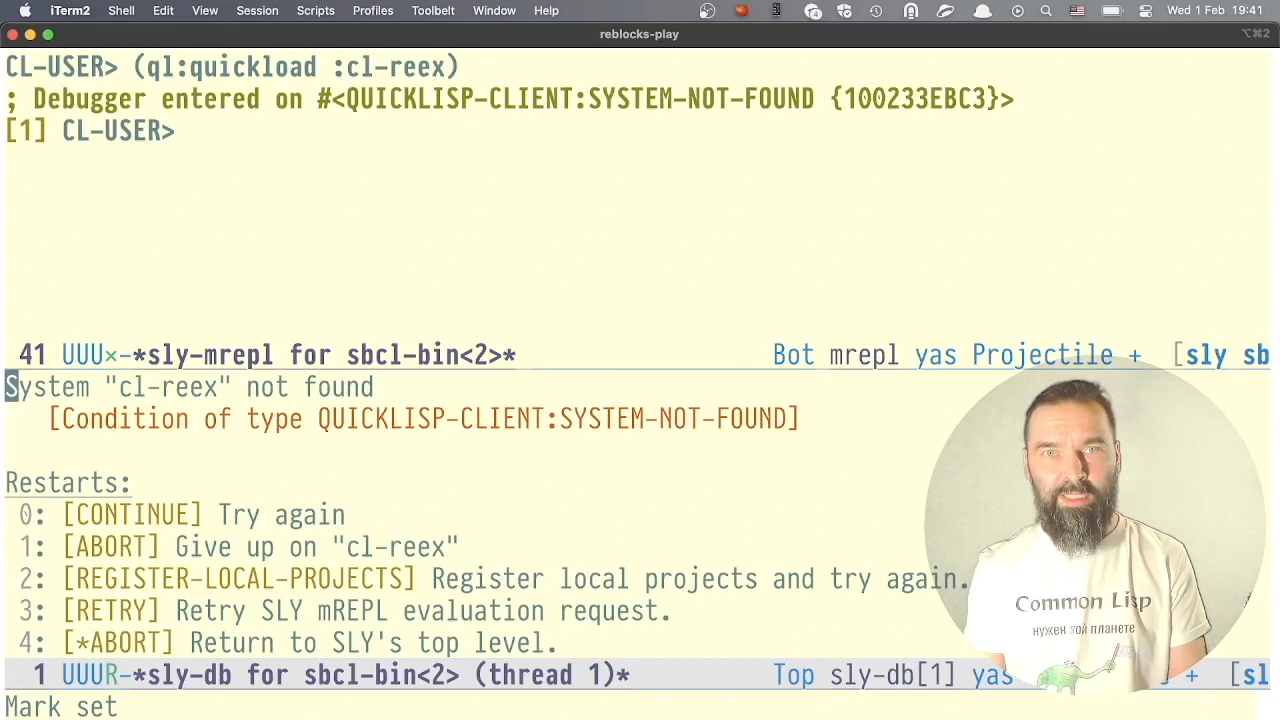 iTerm2 Shell Edit View Session Scripts Profiles Toolbelt Window Help Wed 1 Feb 19:41
reblocks-play ⌥⌘2
CL-USER> (ql:quickload :cl-reex)
; Debugger entered on #<QUICKLISP-CLIENT:SYSTEM-NOT-FOUND {100233EBC3}>
[1] CL-USER>
41 UUU×-*sly-mrepl for sbcl-bin<2>* Bot mrepl yas Projectile + [sly sb
System "cl-reex" not found
[Condition of type QUICKLISP-CLIENT:SYSTEM-NOT-FOUND]
Restarts:
0: [CONTINUE] Try again
1: [ABORT] Give up on "cl-reex"
2: [REGISTER-LOCAL-PROJECTS] Register local projects and try again.
3: [RETRY] Retry SLY mREPL evaluation request.
4: [*ABORT] Return to SLY's top level.
Common Lisp
нужен твой планете
1 UUUR-*sly-db for sbcl-bin<2> (thread 1)* Top sly-db[1] yas + [sl
Mark set